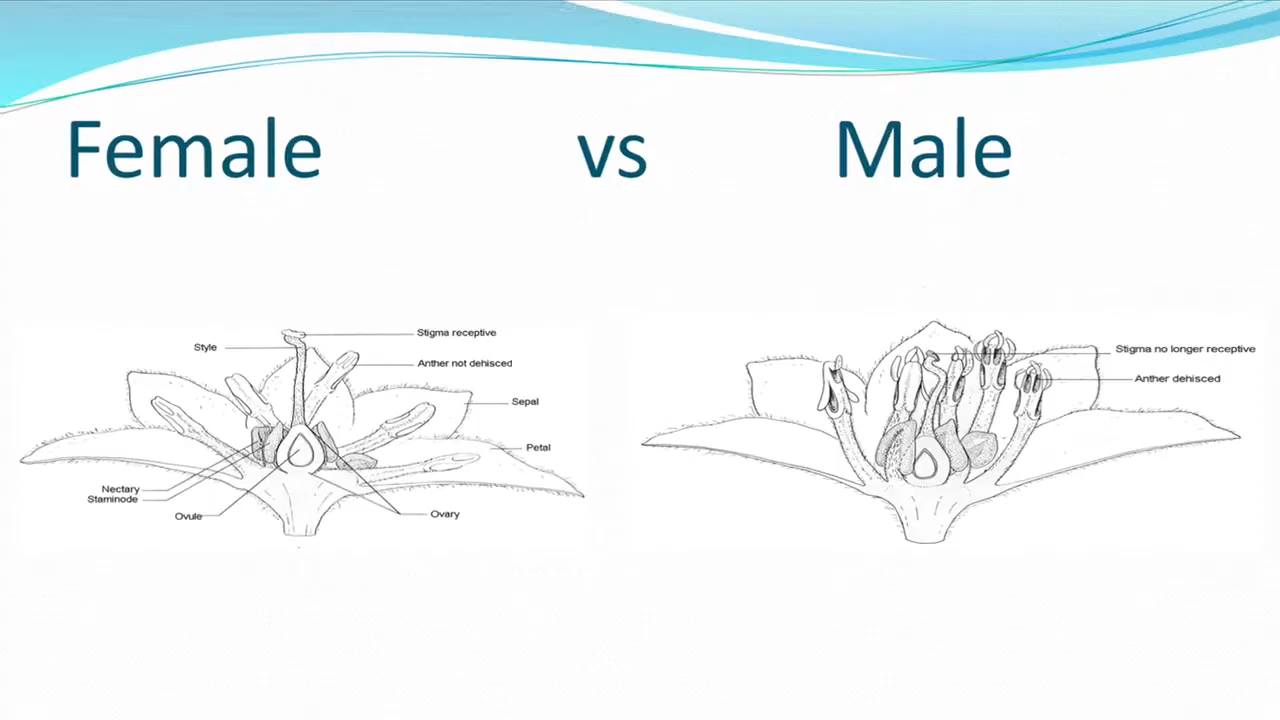 Female vs Male
Stigma receptive
Style
Anther not dehisced
Sepal
Petal
Nectary
Staminode
Ovule
Ovary
Stigma no longer receptive
Anther dehisced